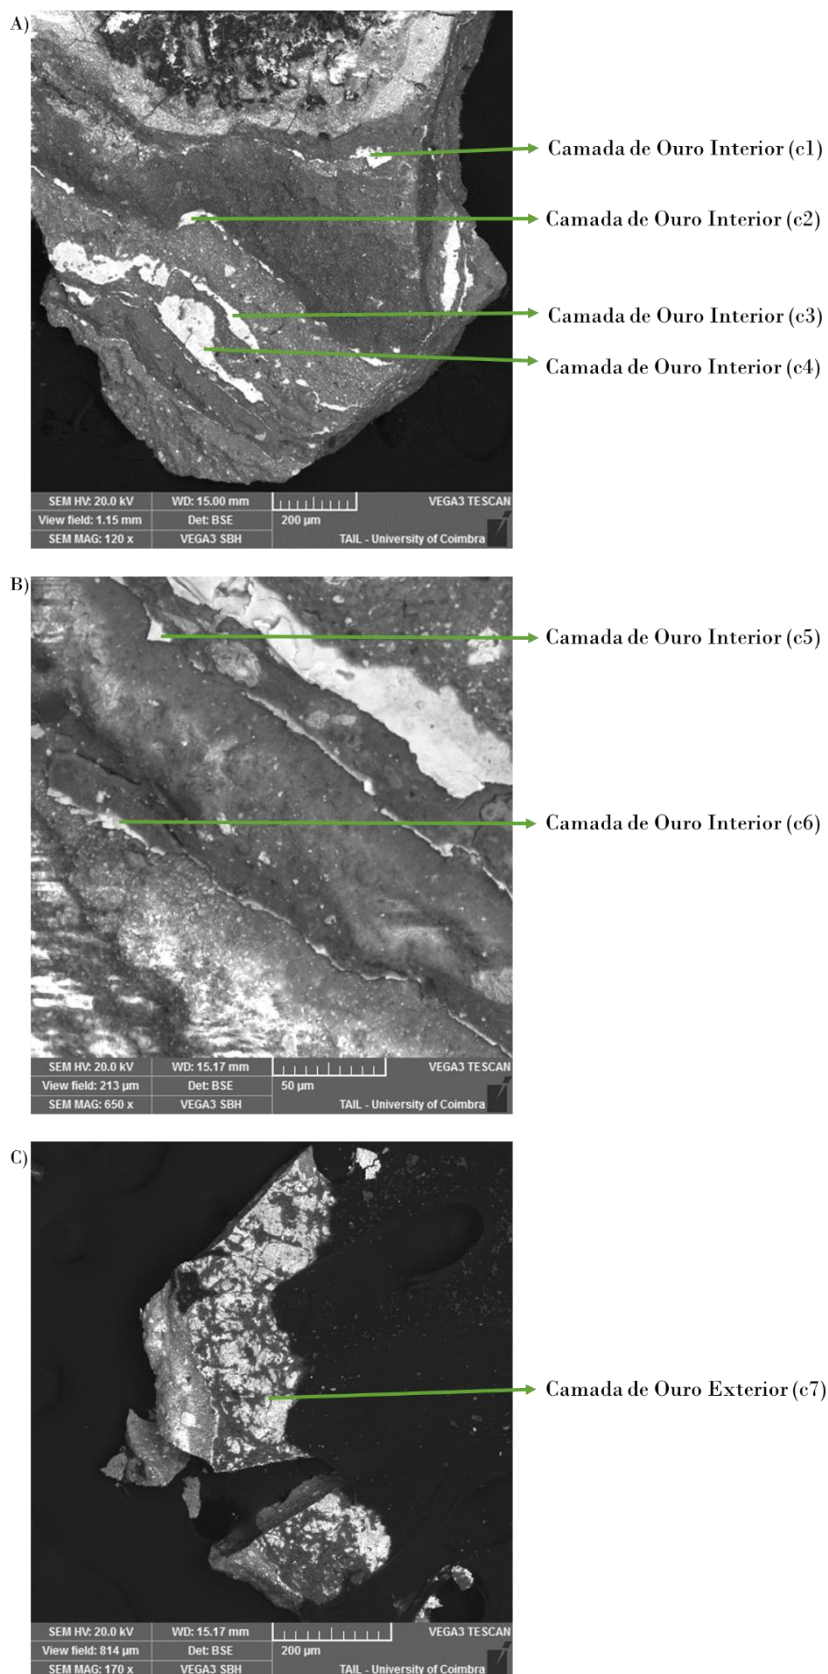 A)
Camada de Ouro Interior (c1)
Camada de Ouro Interior (c2)
Camada de Ouro Interior (c3)
Camada de Ouro Interior (c4)
SEM HV: 20.0 kV WD: 15.00 mm VEGA3 TESCAN
View field: 1.15 mm Det: BSE 200 µm
SEM MAG: 120 x VEGA3 SBH TAIL - University of Coimbra
B)
Camada de Ouro Interior (c5)
Camada de Ouro Interior (c6)
SEM HV: 20.0 kV WD: 15.17 mm VEGA3 TESCAN
View field: 213 µm Det: BSE 50 µm
SEM MAG: 650 x VEGA3 SBH TAIL - University of Coimbra
C)
Camada de Ouro Exterior (c7)
SEM HV: 20.0 kV WD: 15.17 mm VEGA3 TESCAN
View field: 814 µm Det: BSE 200 µm
SEM MAG: 170 x VEGA3 SBH TAIL - University of Coimbra